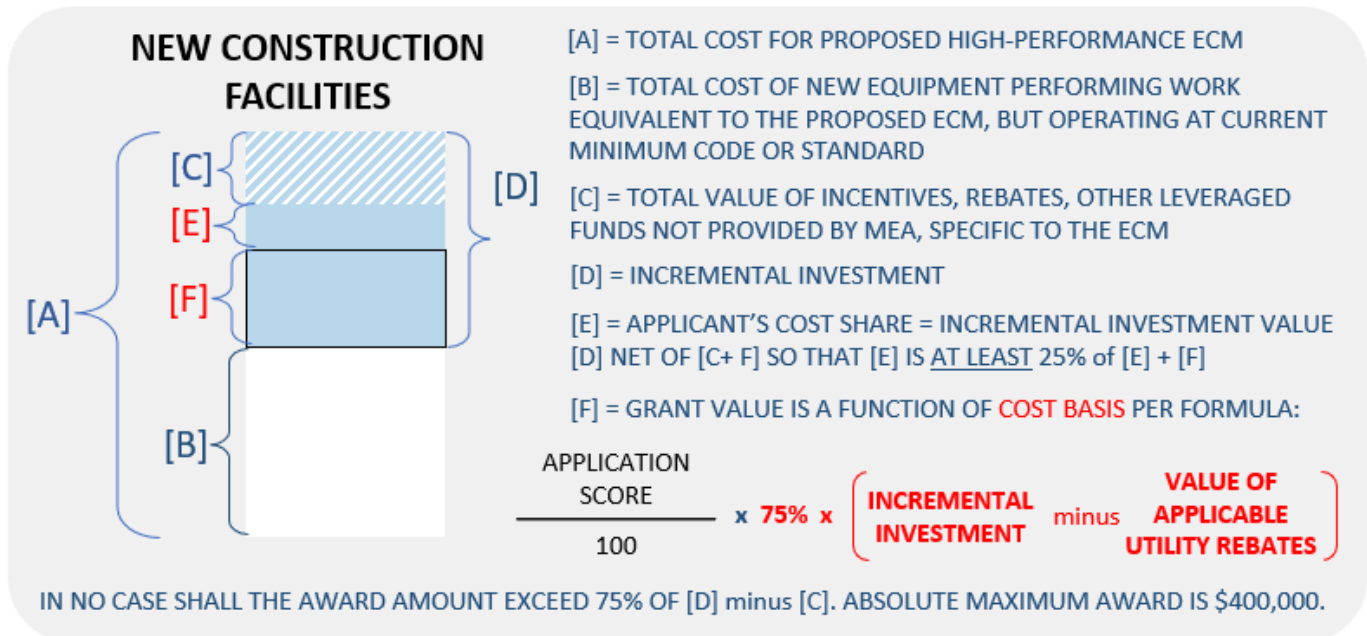 NEW CONSTRUCTION
FACILITIES
[A]
[C]
[E]
[F]
[B]
[D]
[A] = TOTAL COST FOR PROPOSED HIGH-PERFORMANCE ECM
[B] = TOTAL COST OF NEW EQUIPMENT PERFORMING WORK
EQUIVALENT TO THE PROPOSED ECM, BUT OPERATING AT CURRENT
MINIMUM CODE OR STANDARD
[C] = TOTAL VALUE OF INCENTIVES, REBATES, OTHER LEVERAGED
FUNDS NOT PROVIDED BY MEA, SPECIFIC TO THE ECM
[D] = INCREMENTAL INVESTMENT
[E] = APPLICANT'S COST SHARE = INCREMENTAL INVESTMENT VALUE
[D] NET OF [C+ F] SO THAT [E] IS AT LEAST 25% of [E] + [F]
[F] = GRANT VALUE IS A FUNCTION OF COST BASIS PER FORMULA:
APPLICATION
SCORE
100
x 75% x
INCREMENTAL
INVESTMENT
minus
VALUE OF
APPLICABLE
UTILITY REBATES
IN NO CASE SHALL THE AWARD AMOUNT EXCEED 75% OF [D] minus [C]. ABSOLUTE MAXIMUM AWARD IS $400,000.